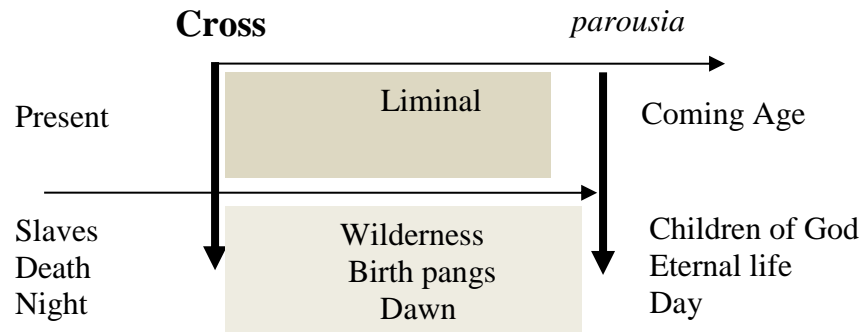 Cross parousia
Liminal
Present Coming Age
Slaves Wilderness Children of God
Death Birth pangs Eternal life
Night Dawn Day